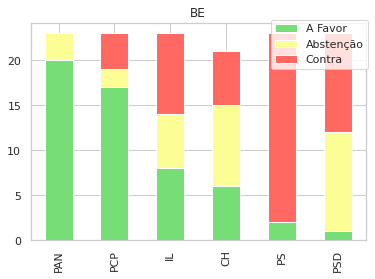 BE
A Favor
Abstenção
Contra
20
15
10
5
0
PAN
PCP
IL
CH
PS
PSD